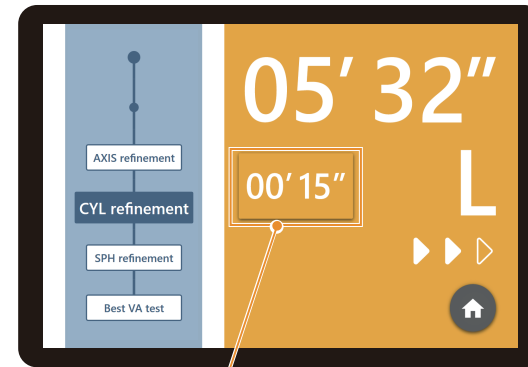 AXIS refinement
CYL refinement
SPH refinement
Best VA test
05′ 32″
00′ 15″
L